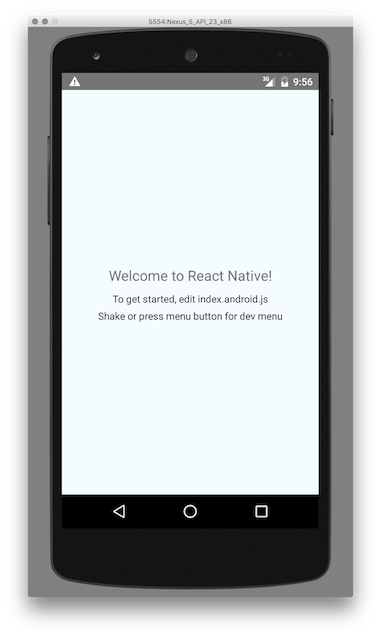 5554:Nexus_5_API_23_x86
3G 9:56
Welcome to React Native!
To get started, edit index.android.js
Shake or press menu button for dev menu